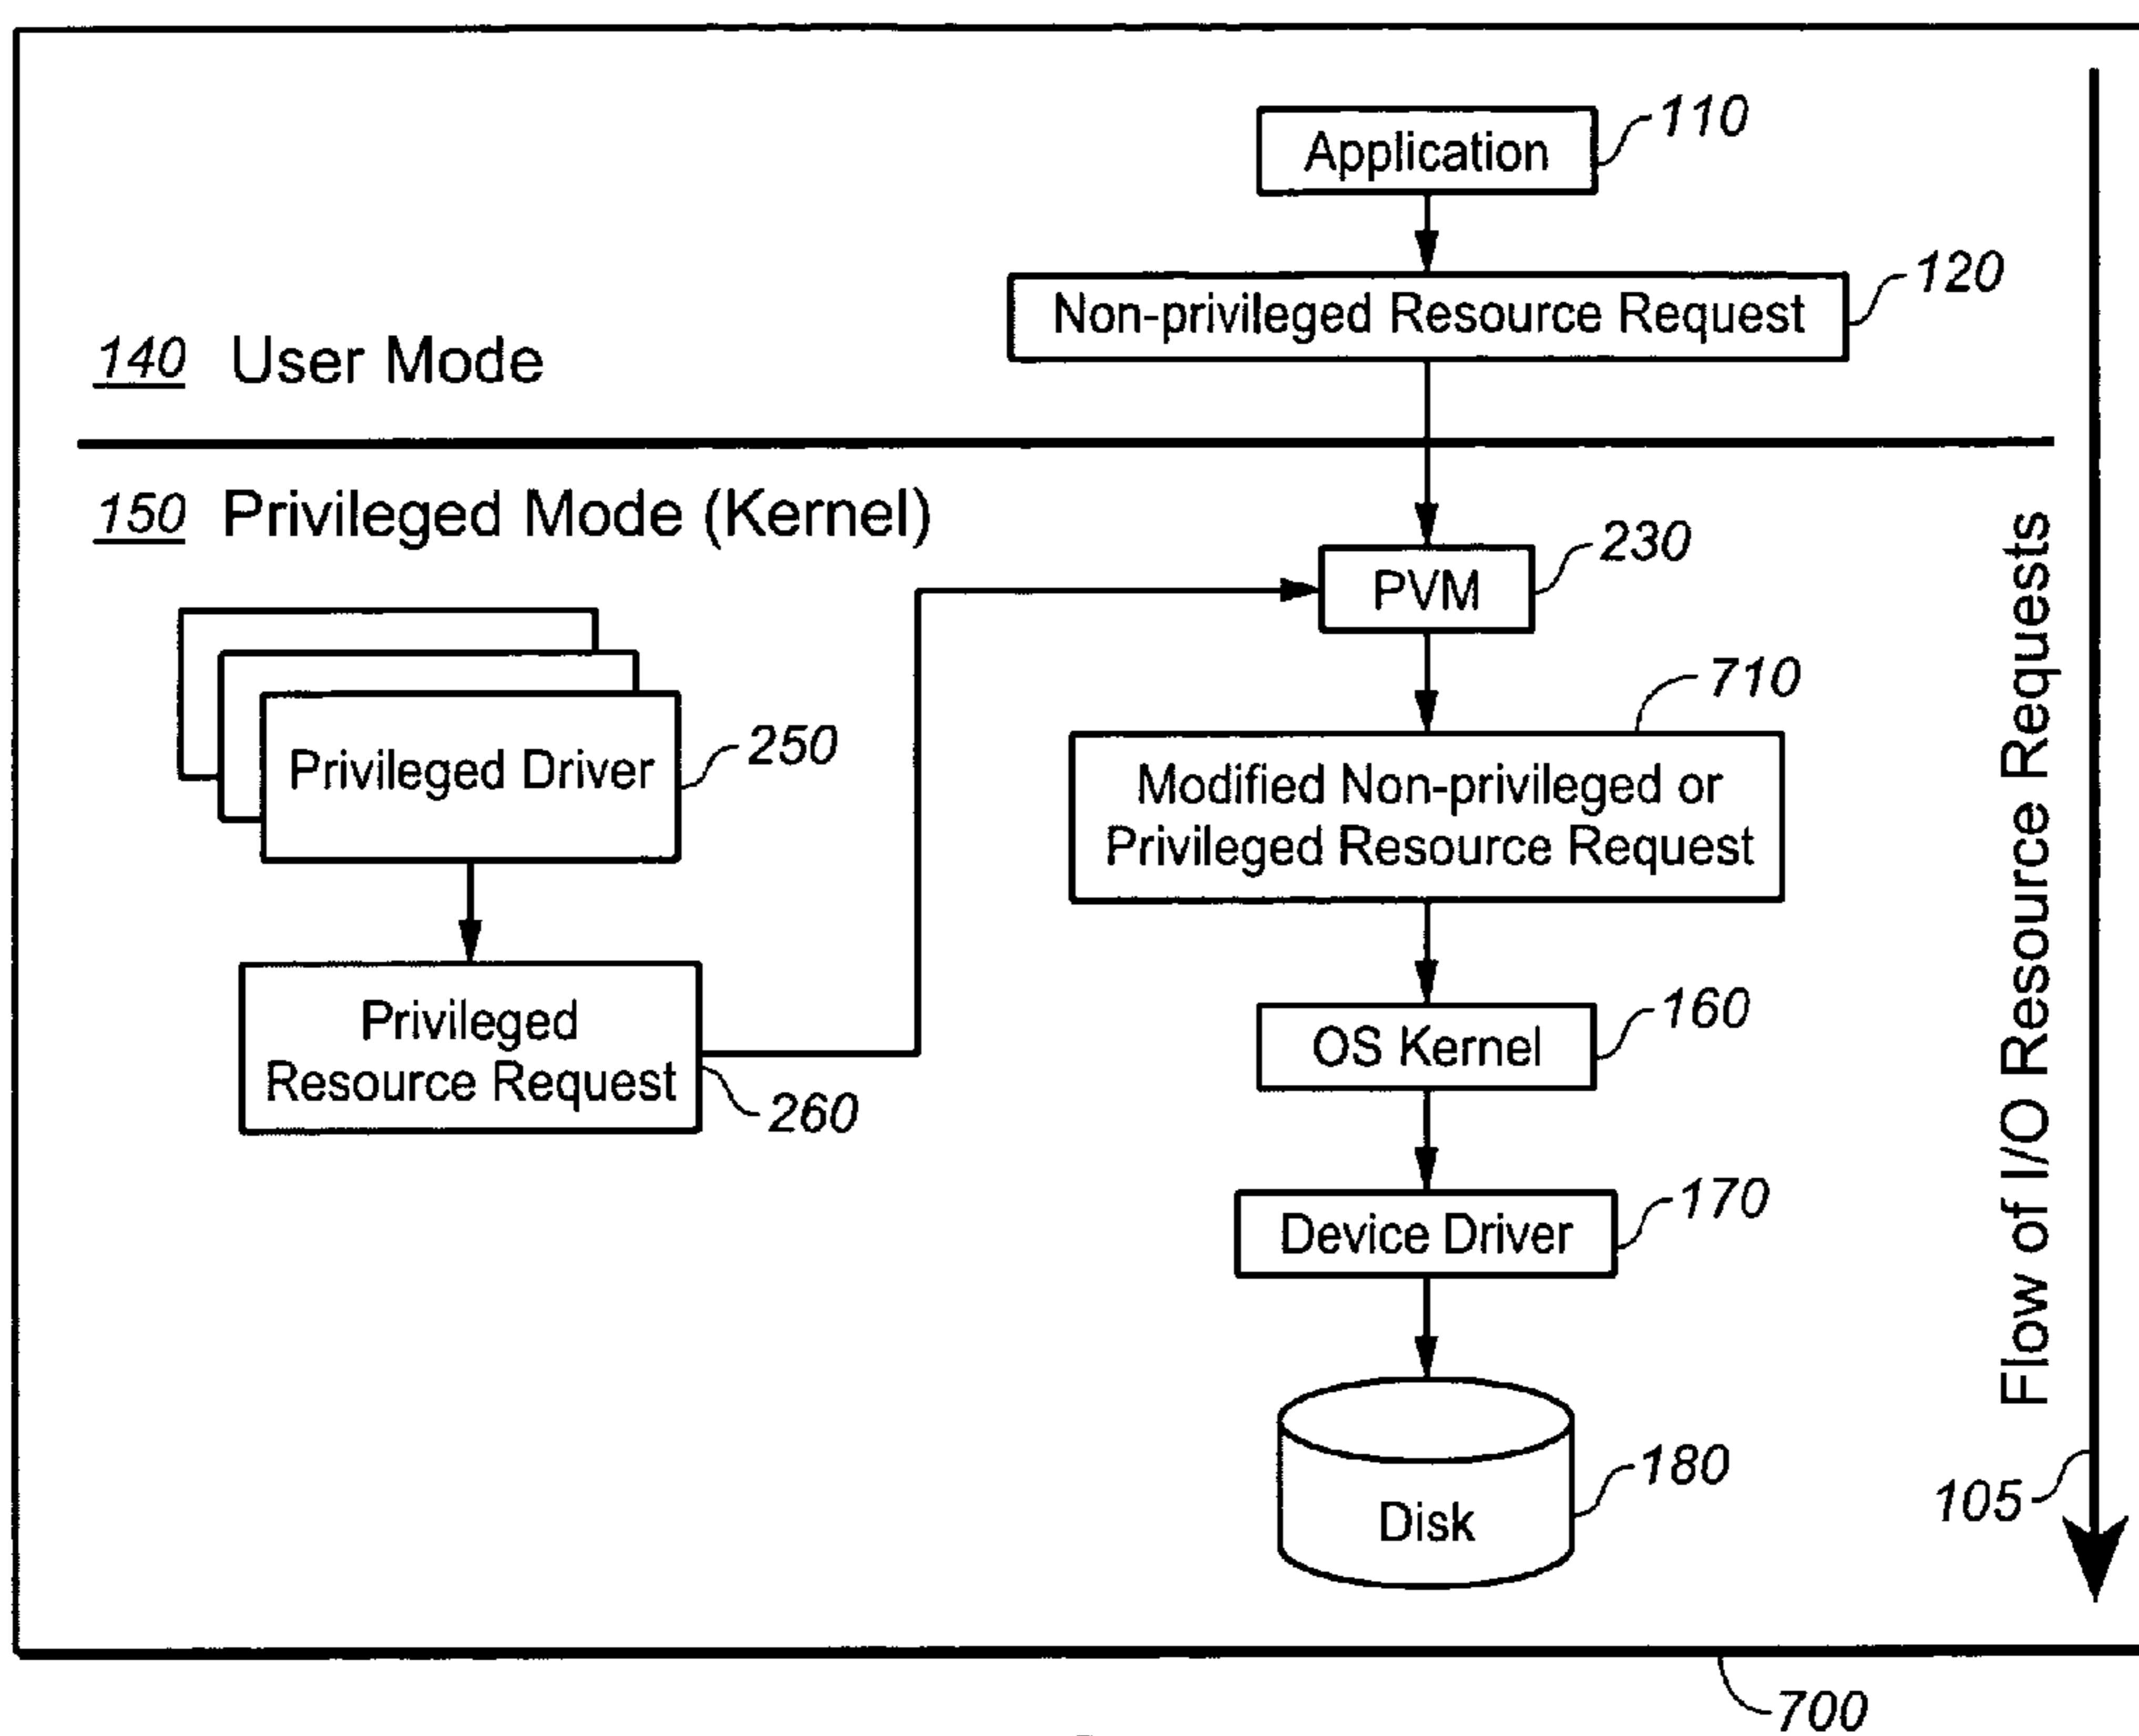 Application
110
Non-privileged Resource Request
120
140 User Mode
150 Privileged Mode (Kernel)
PVM
230
710
Privileged Driver
250
Modified Non-privileged or
Privileged Resource Request
Privileged
Resource Request
260
OS Kernel
160
Device Driver
170
Disk
180
Flow of I/O Resource Requests
105
700